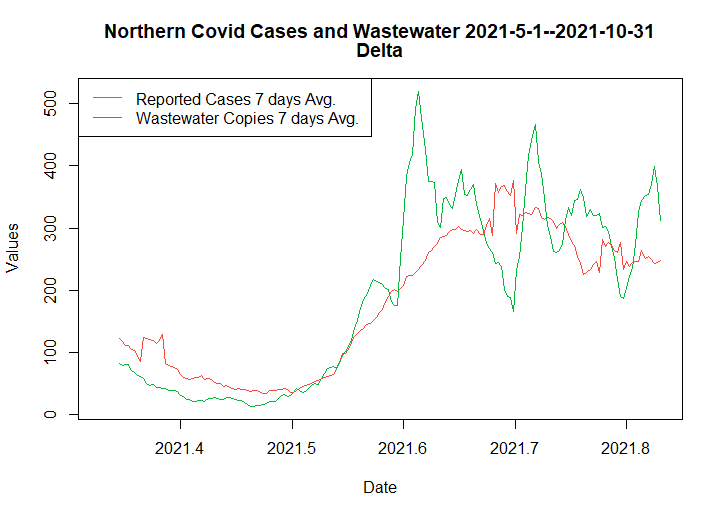 Northern Covid Cases and Wastewater 2021-5-1--2021-10-31
Delta
Reported Cases 7 days Avg.
Wastewater Copies 7 days Avg.
500
400
300
200
100
0
Values
2021.4 2021.5 2021.6 2021.7 2021.8
Date